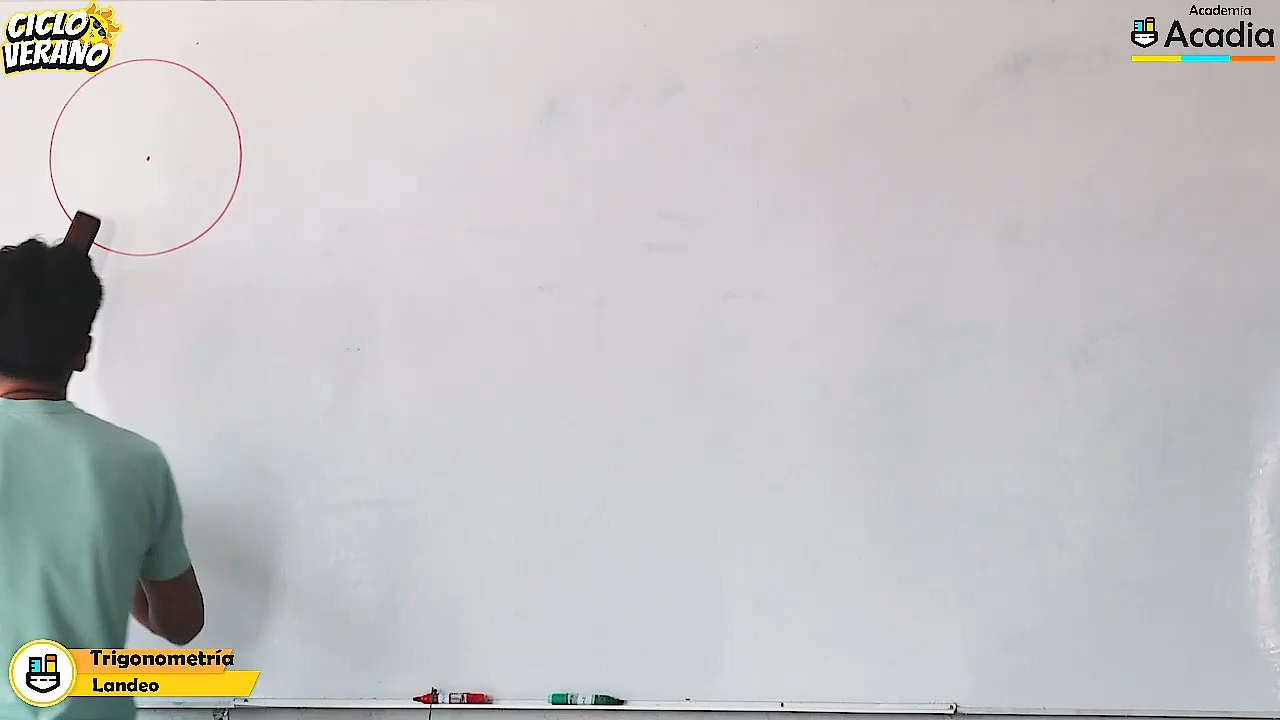 CICLO
VERANO
Academia
Acadia
Trigonometría
Landeo